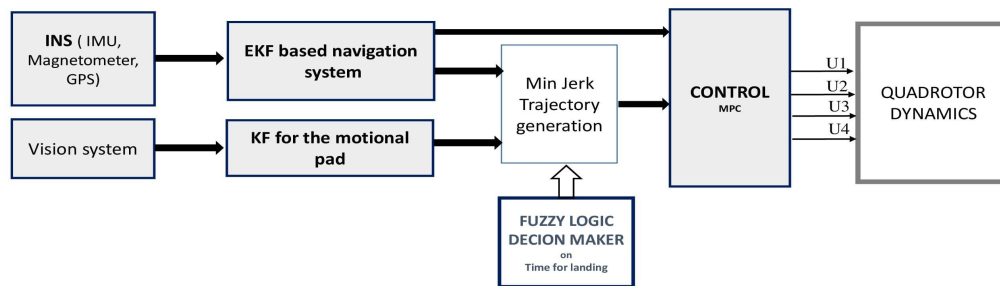 INS ( IMU,
Magnetometer,
GPS)
EKF based navigation
system
Min Jerk
Trajectory
generation
CONTROL
MPC
U1
U2
U3
U4
QUADROTOR
DYNAMICS
Vision system
KF for the motional
pad
FUZZY LOGIC
DECION MAKER
on
Time for landing